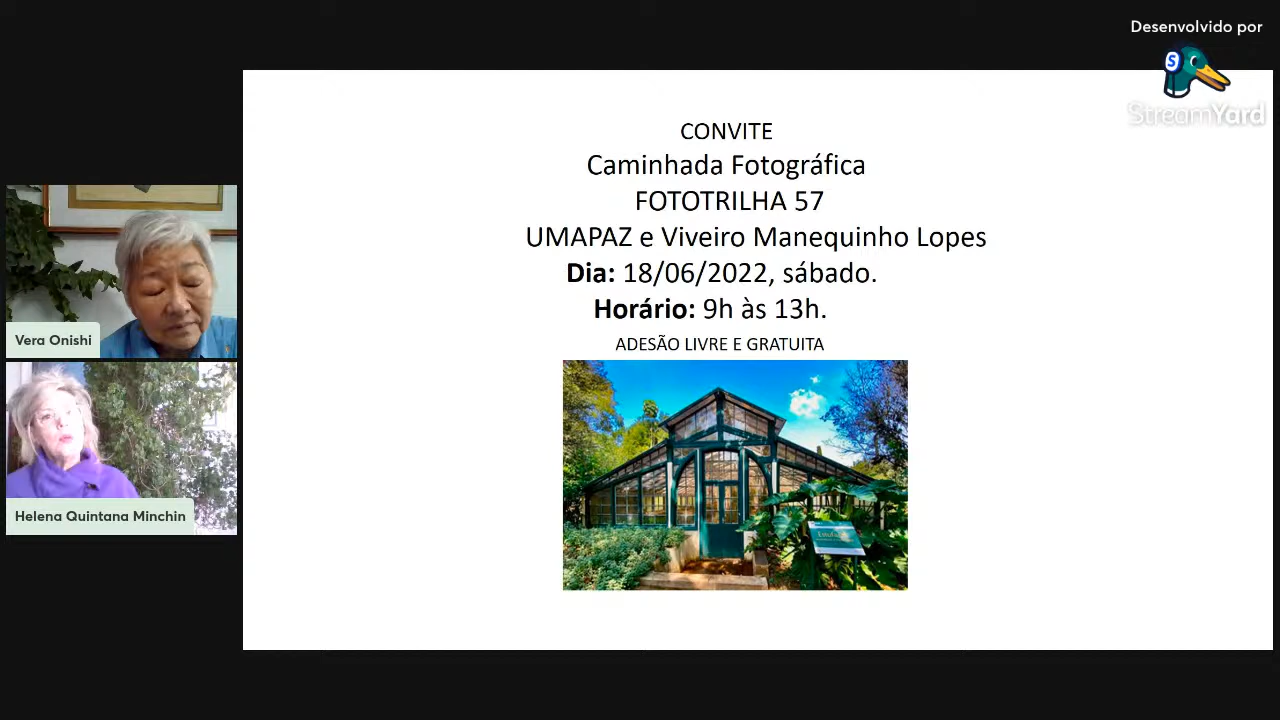 Desenvolvido por
StreamYard
CONVITE
Caminhada Fotográfica
FOTOTRILHA 57
UMAPAZ e Viveiro Manequinho Lopes
Dia: 18/06/2022, sábado.
Horário: 9h às 13h.
ADESÃO LIVRE E GRATUITA
Vera Onishi
Helena Quintana Minchin